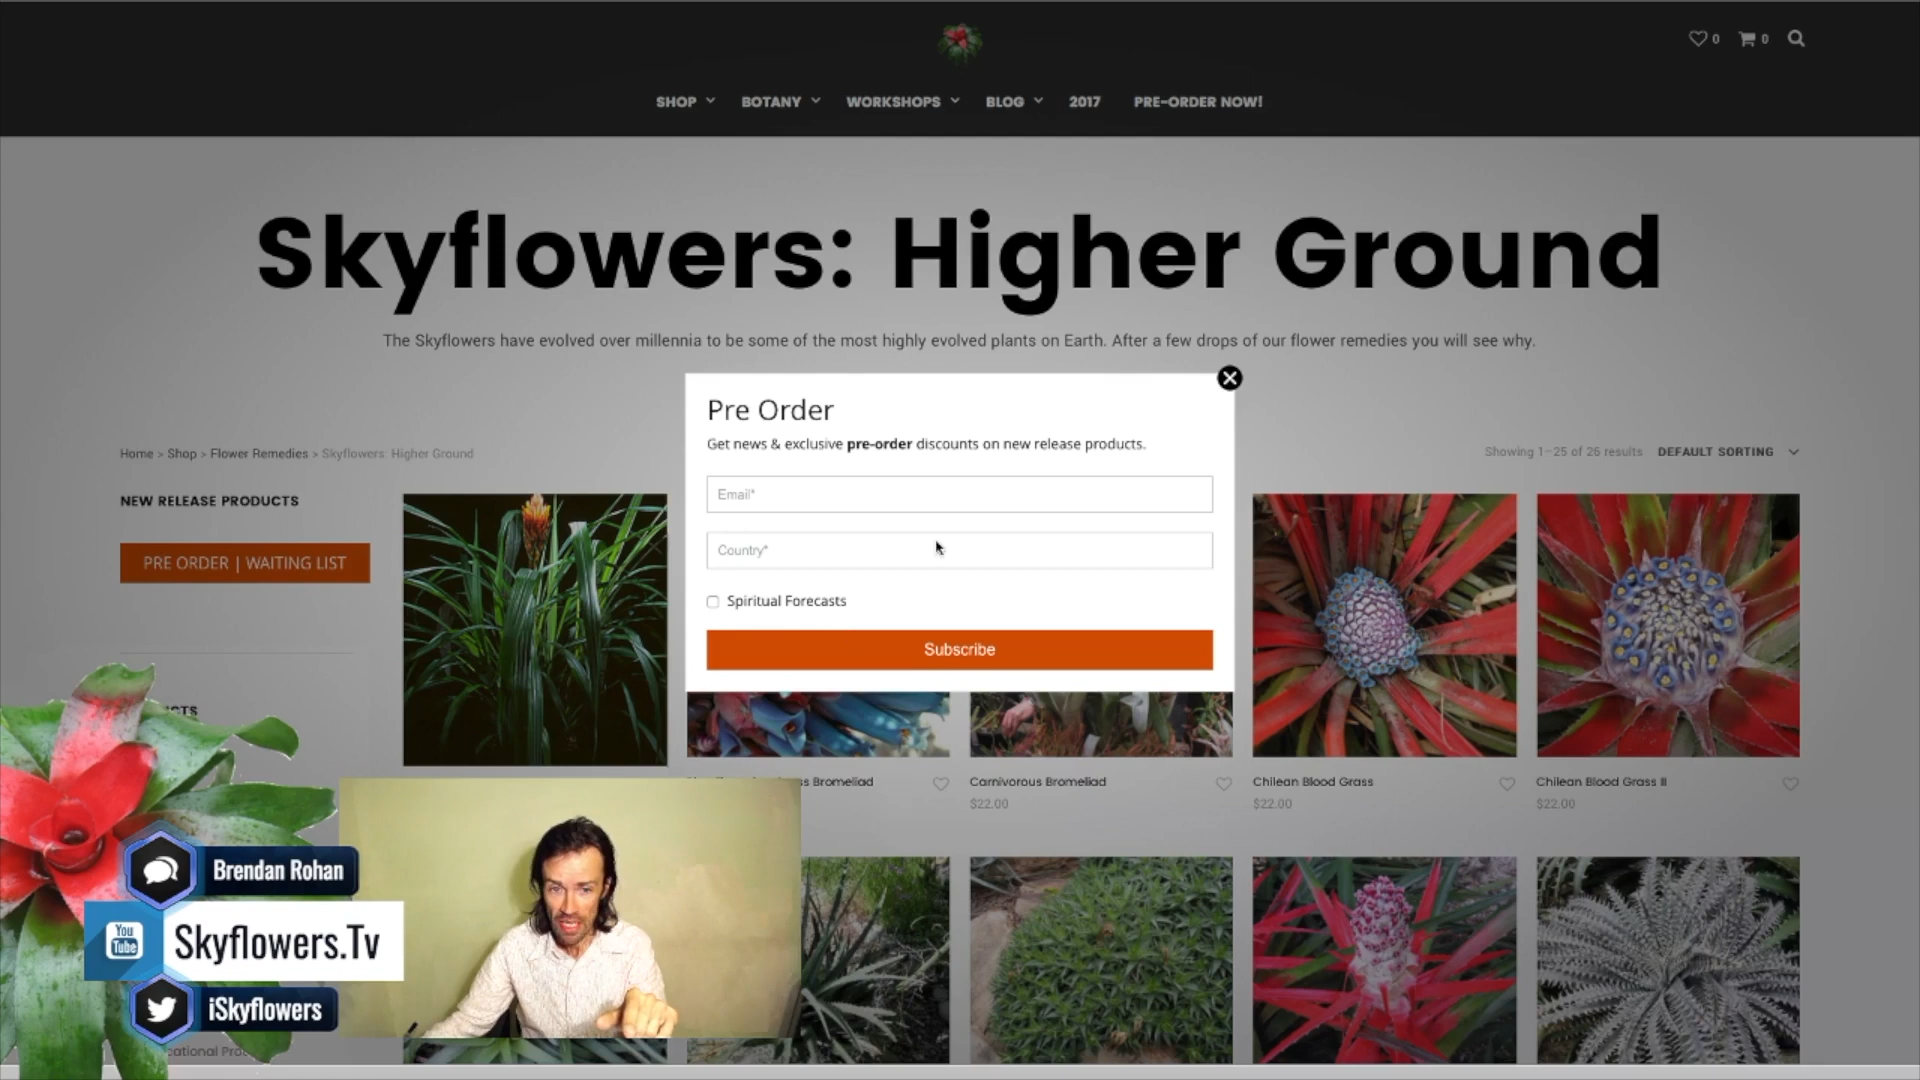 0
0
SHOP
BOTANY
WORKSHOPS
BLOG
2017
PRE-ORDER NOW!
Skyflowers: Higher Ground
The Skyflowers have evolved over millennia to be some of the most highly evolved plants on Earth. After a few drops of our flower remedies you will see why.
Pre Order
Get news & exclusive pre-order discounts on new release products.
Email*
Country*
Spiritual Forecasts
Subscribe
Home > Shop > Flower Remedies > Skyflowers: Higher Ground
Showing 1–25 of 26 results
DEFAULT SORTING
NEW RELEASE PRODUCTS
PRE ORDER | WAITING LIST
Bromeliad
Carnivorous Bromeliad
$22.00
Chilean Blood Grass
$22.00
Chilean Blood Grass II
$22.00
Brendan Rohan
You Tube
Skyflowers.Tv
iSkyflowers